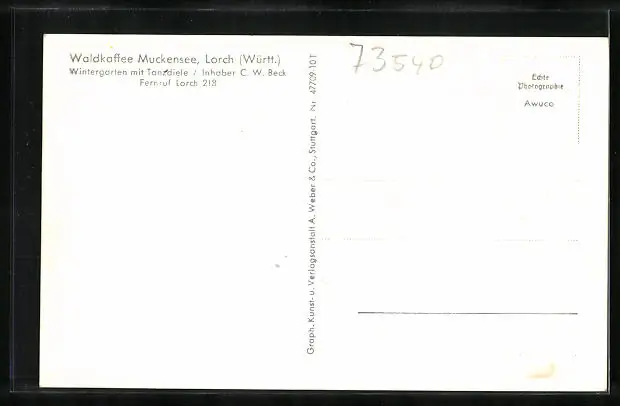 Waldkaffee Muckensee, Lorch (Württ.)
Wintergarten mit Tanzdiele / Inhaber C. W. Beck
Fernruf Lorch 213
Graph. Kunst- u. Verlagsanstalt A. Weber & Co., Stuttgart. Nr 47709.10 T
73540
Echte
Photographie
Awuco